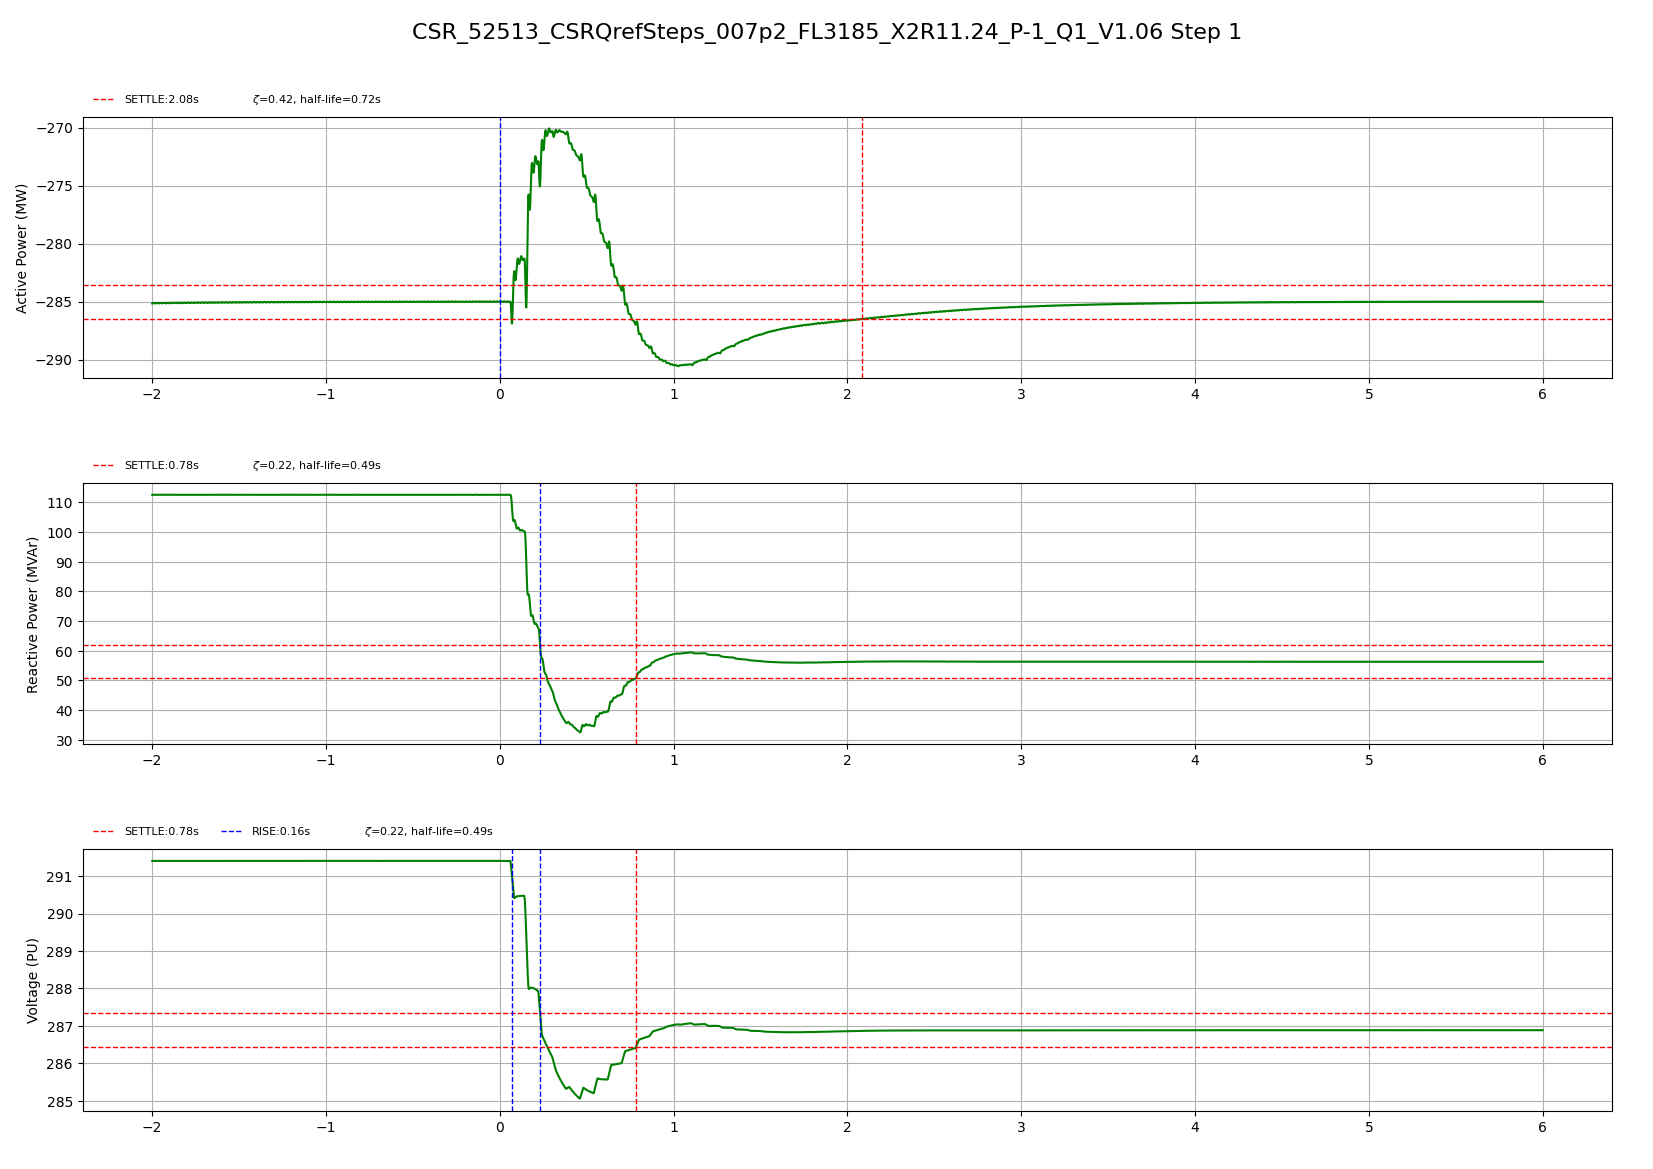 CSR_52513_CSRQrefSteps_007p2_FL3185_X2R11.24_P-1_Q1_V1.06 Step 1
SETTLE:2.08s ζ=0.42, half-life=0.72s
Active Power (MW)
−270
−275
−280
−285
−290
−2 −1 0 1 2 3 4 5 6
SETTLE:0.78s ζ=0.22, half-life=0.49s
Reactive Power (MVAr)
110
100
90
80
70
60
50
40
30
−2 −1 0 1 2 3 4 5 6
SETTLE:0.78s RISE:0.16s ζ=0.22, half-life=0.49s
Voltage (PU)
291
290
289
288
287
286
285
−2 −1 0 1 2 3 4 5 6